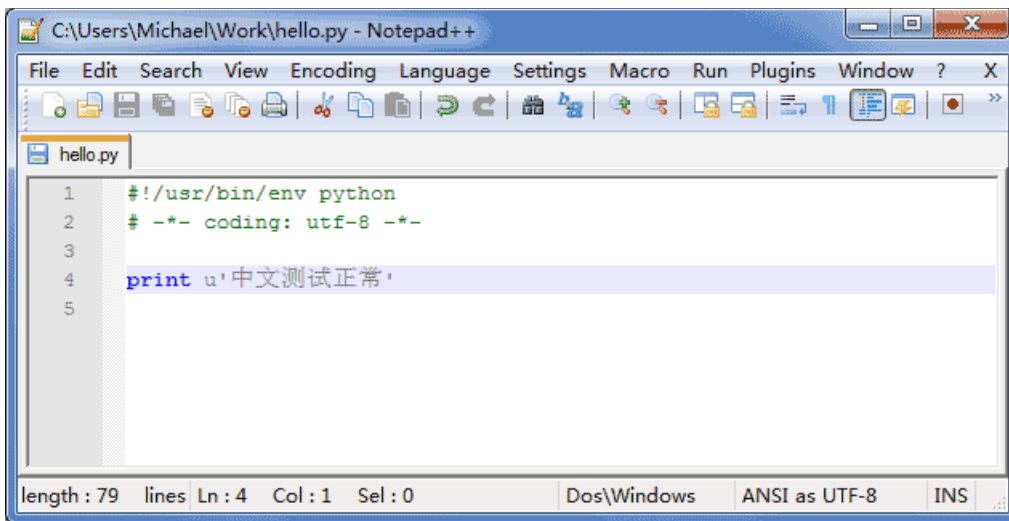 C:\Users\Michael\Work\hello.py - Notepad++
File Edit Search View Encoding Language Settings Macro Run Plugins Window ? X
hello.py
1 #!/usr/bin/env python
2 # -*- coding: utf-8 -*-
3
4 print u'中文测试正常'
5
length : 79 lines Ln : 4 Col : 1 Sel : 0 Dos\Windows ANSI as UTF-8 INS